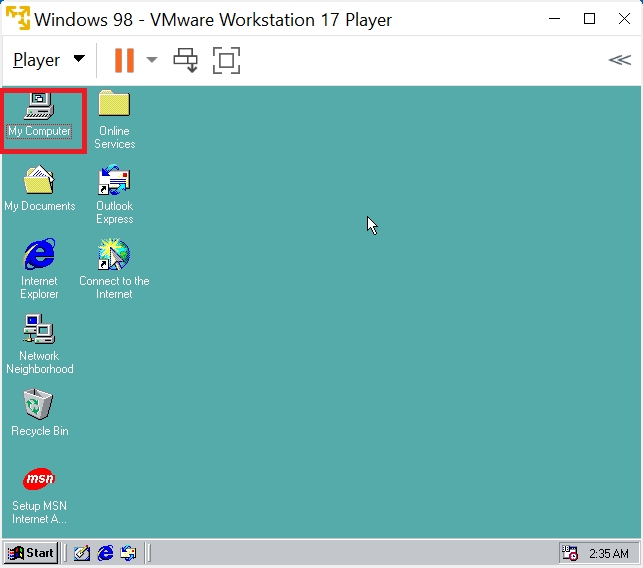 Windows 98 - VMware Workstation 17 Player
Player
My Computer
Online
Services
My Documents
Outlook
Express
Internet
Explorer
Connect to the
Internet
Network
Neighborhood
Recycle Bin
msn
Setup MSN
Internet A...
Start
2:35 AM